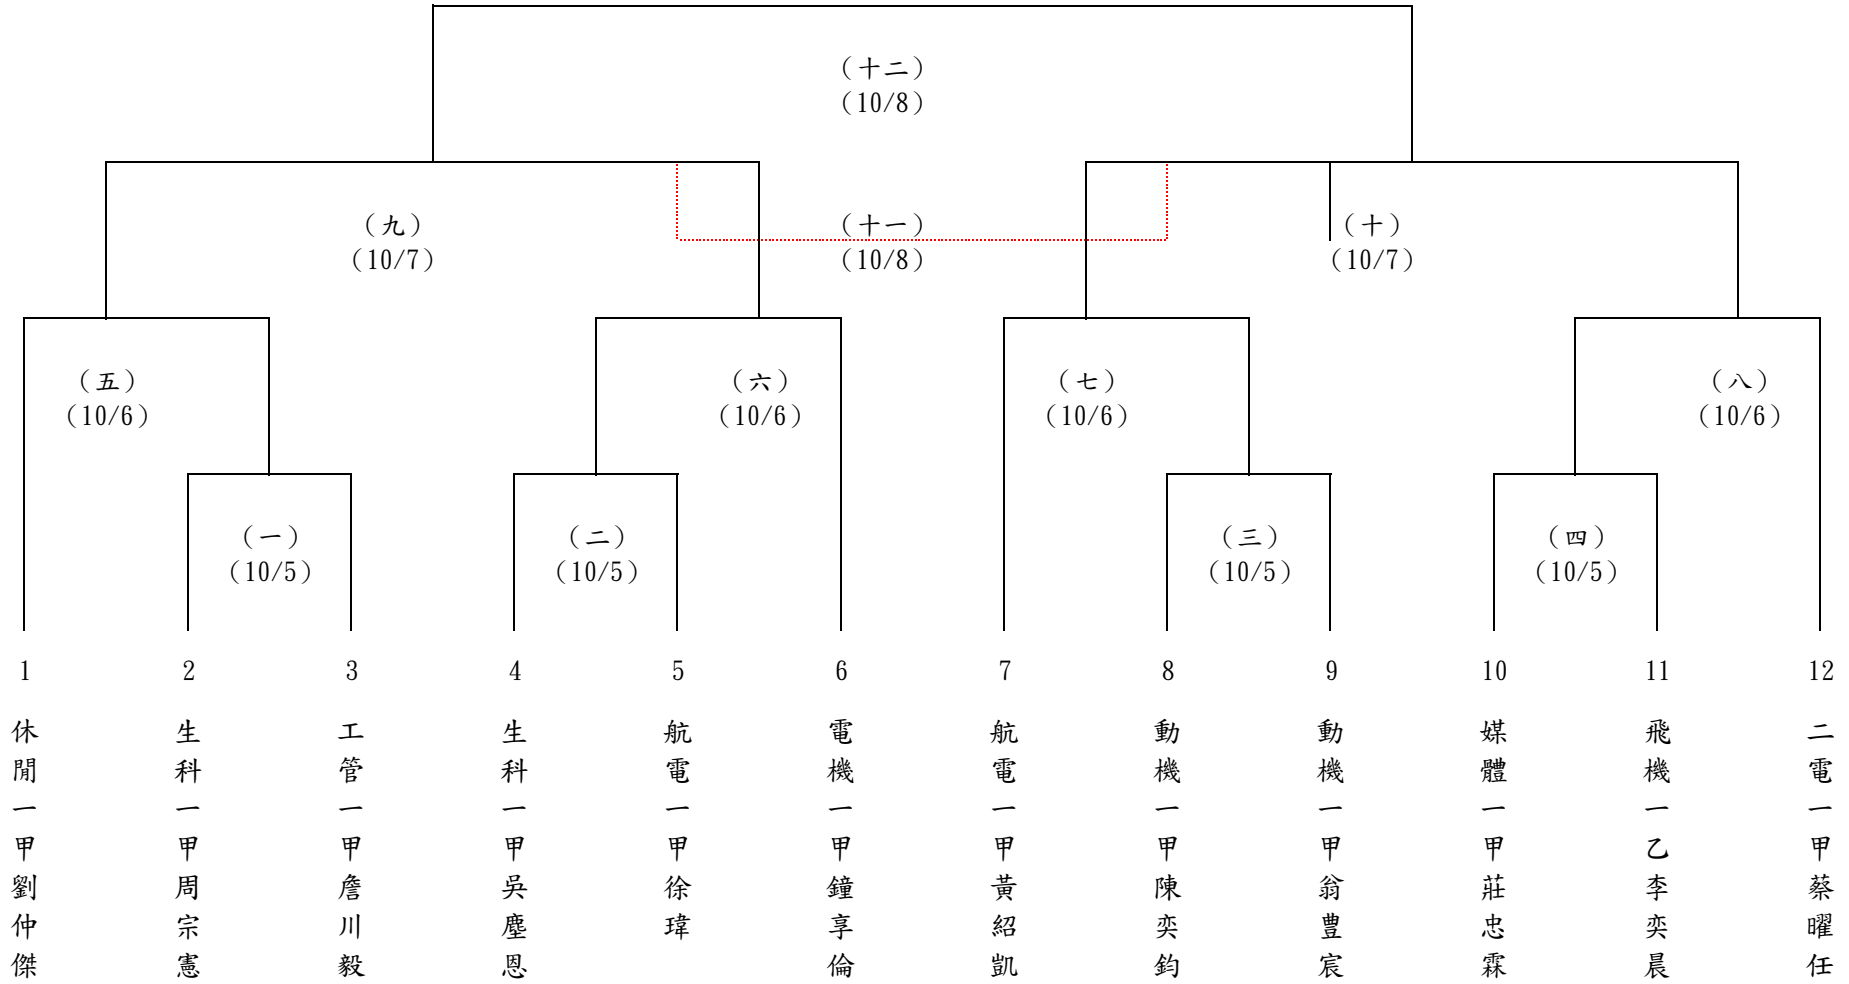 （十二）
（10/8）
（九）
（10/7）
（十一）
（10/8）
（十）
（10/7）
（五）
（10/6）
（六）
（10/6）
（七）
（10/6）
（八）
（10/6）
（一）
（10/5）
（二）
（10/5）
（三）
（10/5）
（四）
（10/5）
1
2
3
4
5
6
7
8
9
10
11
12
休閒一甲劉仲傑
生科一甲周宗憲
工管一甲詹川毅
生科一甲吳塵恩
航電一甲徐瑋
電機一甲鐘享倫
航電一甲黃紹凱
動機一甲陳奕鈞
動機一甲翁豊宸
媒體一甲莊忠霖
飛機一乙李奕晨
二電一甲蔡曜任